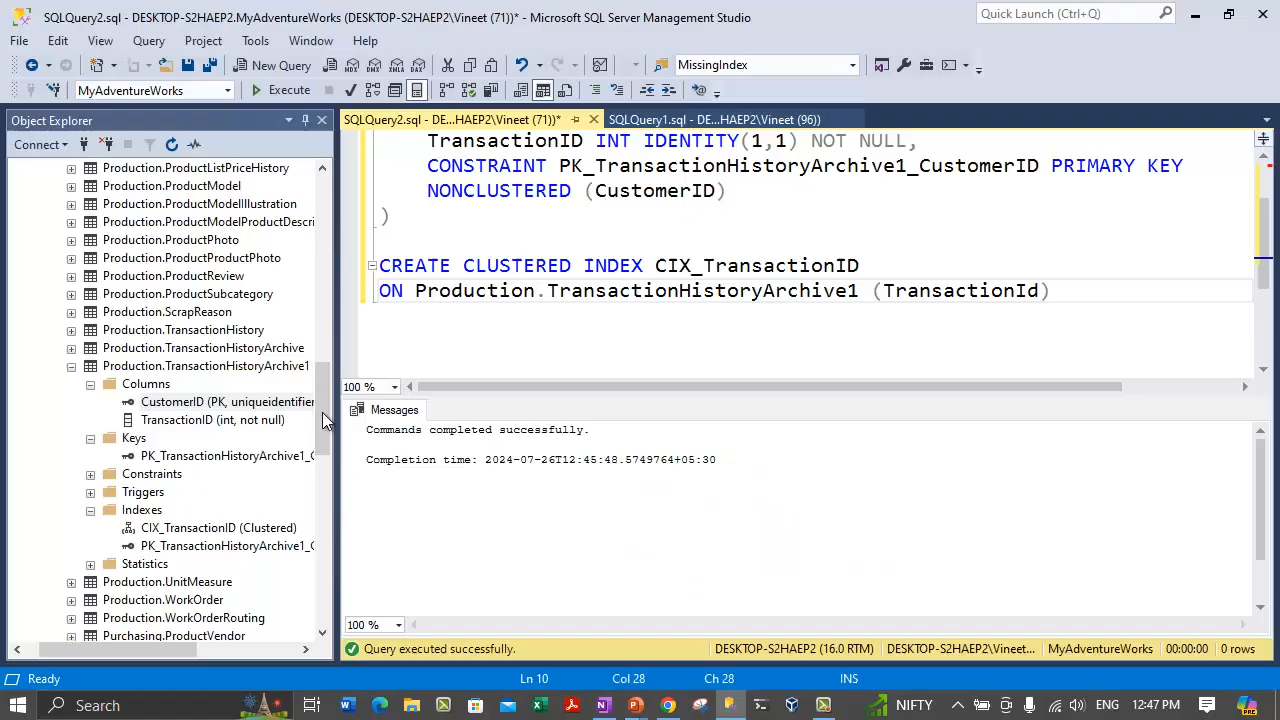 SQLQuery2.sql - DESKTOP-S2HAEP2.MyAdventureWorks (DESKTOP-S2HAEP2\Vineet (71))* - Microsoft SQL Server Management Studio
Quick Launch (Ctrl+Q)
File Edit View Query Project Tools Window Help
New Query
MDX DMX XMLA DAX
MissingIndex
MyAdventureWorks
Execute
Object Explorer
SQLQuery2.sql - DE...HAEP2\Vineet (71))*
SQLQuery1.sql - DE...HAEP2\Vineet (96))
Connect
Production.ProductListPriceHistory
Production.ProductModel
Production.ProductModelIllustration
Production.ProductModelProductDescri
Production.ProductPhoto
Production.ProductProductPhoto
Production.ProductReview
Production.ProductSubcategory
Production.ScrapReason
Production.TransactionHistory
Production.TransactionHistoryArchive
Production.TransactionHistoryArchive1
Columns
CustomerID (PK, uniqueidentifier
TransactionID (int, not null)
Keys
PK_TransactionHistoryArchive1_C
Constraints
Triggers
Indexes
CIX_TransactionID (Clustered)
PK_TransactionHistoryArchive1_C
Statistics
Production.UnitMeasure
Production.WorkOrder
Production.WorkOrderRouting
Purchasing.ProductVendor
TransactionID INT IDENTITY(1,1) NOT NULL,
CONSTRAINT PK_TransactionHistoryArchive1_CustomerID PRIMARY KEY
NONCLUSTERED (CustomerID)
)
CREATE CLUSTERED INDEX CIX_TransactionID
ON Production.TransactionHistoryArchive1 (TransactionId)
100 %
Messages
Commands completed successfully.
Completion time: 2024-07-26T12:45:48.5749764+05:30
100 %
Query executed successfully.
DESKTOP-S2HAEP2 (16.0 RTM)
DESKTOP-S2HAEP2\Vineet...
MyAdventureWorks
00:00:00
0 rows
Ready
Ln 10
Col 28
Ch 28
INS
Search
NIFTY
ENG
12:47 PM